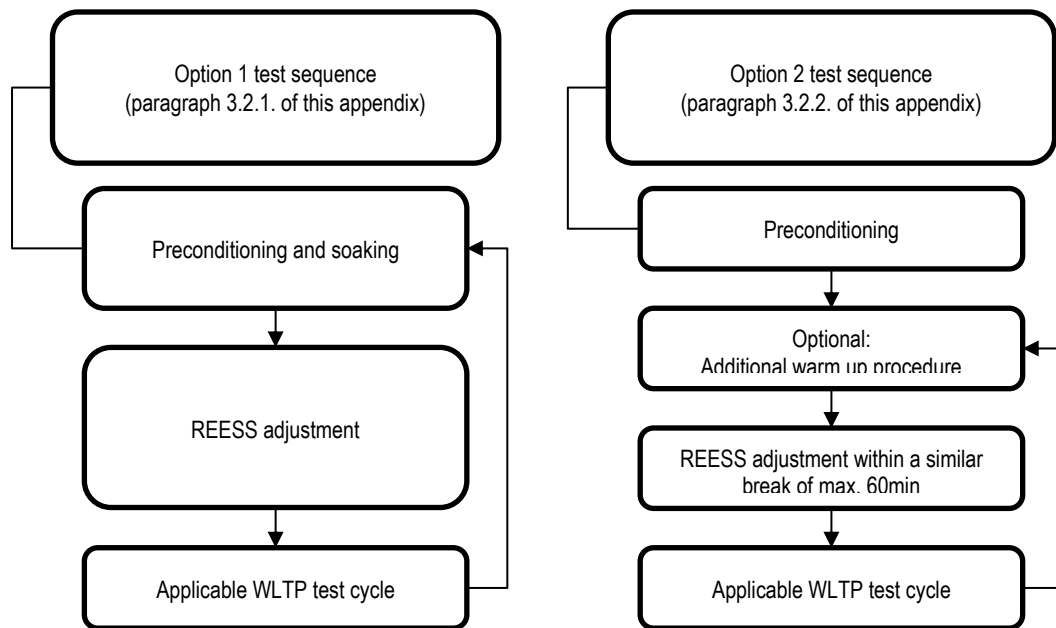 Option 1 test sequence
(paragraph 3.2.1. of this appendix)
Preconditioning and soaking
REESS adjustment
Applicable WLTP test cycle
Option 2 test sequence
(paragraph 3.2.2. of this appendix)
Preconditioning
Optional:
Additional warm up procedure
REESS adjustment within a similar
break of max. 60min
Applicable WLTP test cycle